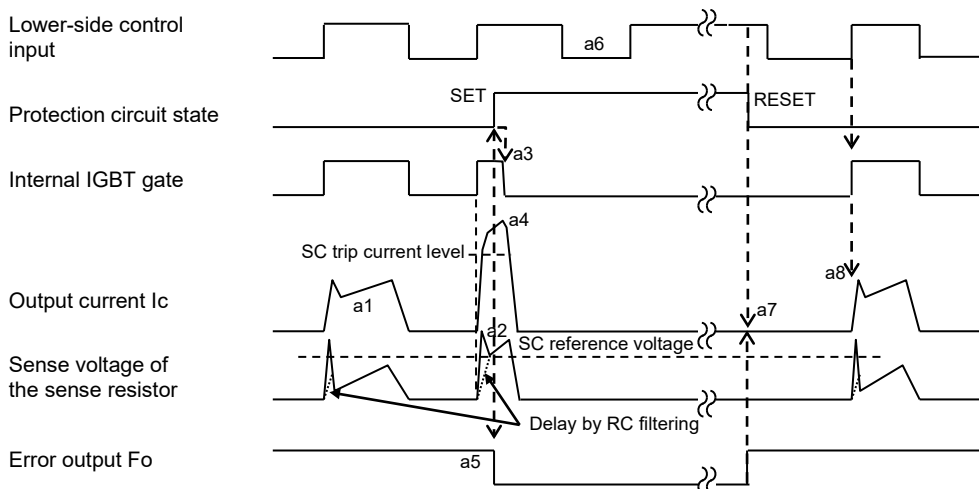 Lower-side control
input
a6
SET
RESET
Protection circuit state
a3
Internal IGBT gate
a4
SC trip current level
a8
Output current Ic
a1
a7
a2
SC reference voltage
Sense voltage of
the sense resistor
Delay by RC filtering
Error output Fo
a5